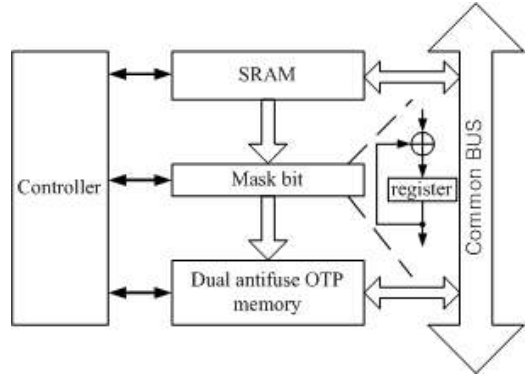 SRAM
Controller
Mask bit
register
Common BUS
Dual antifuse OTP
memory